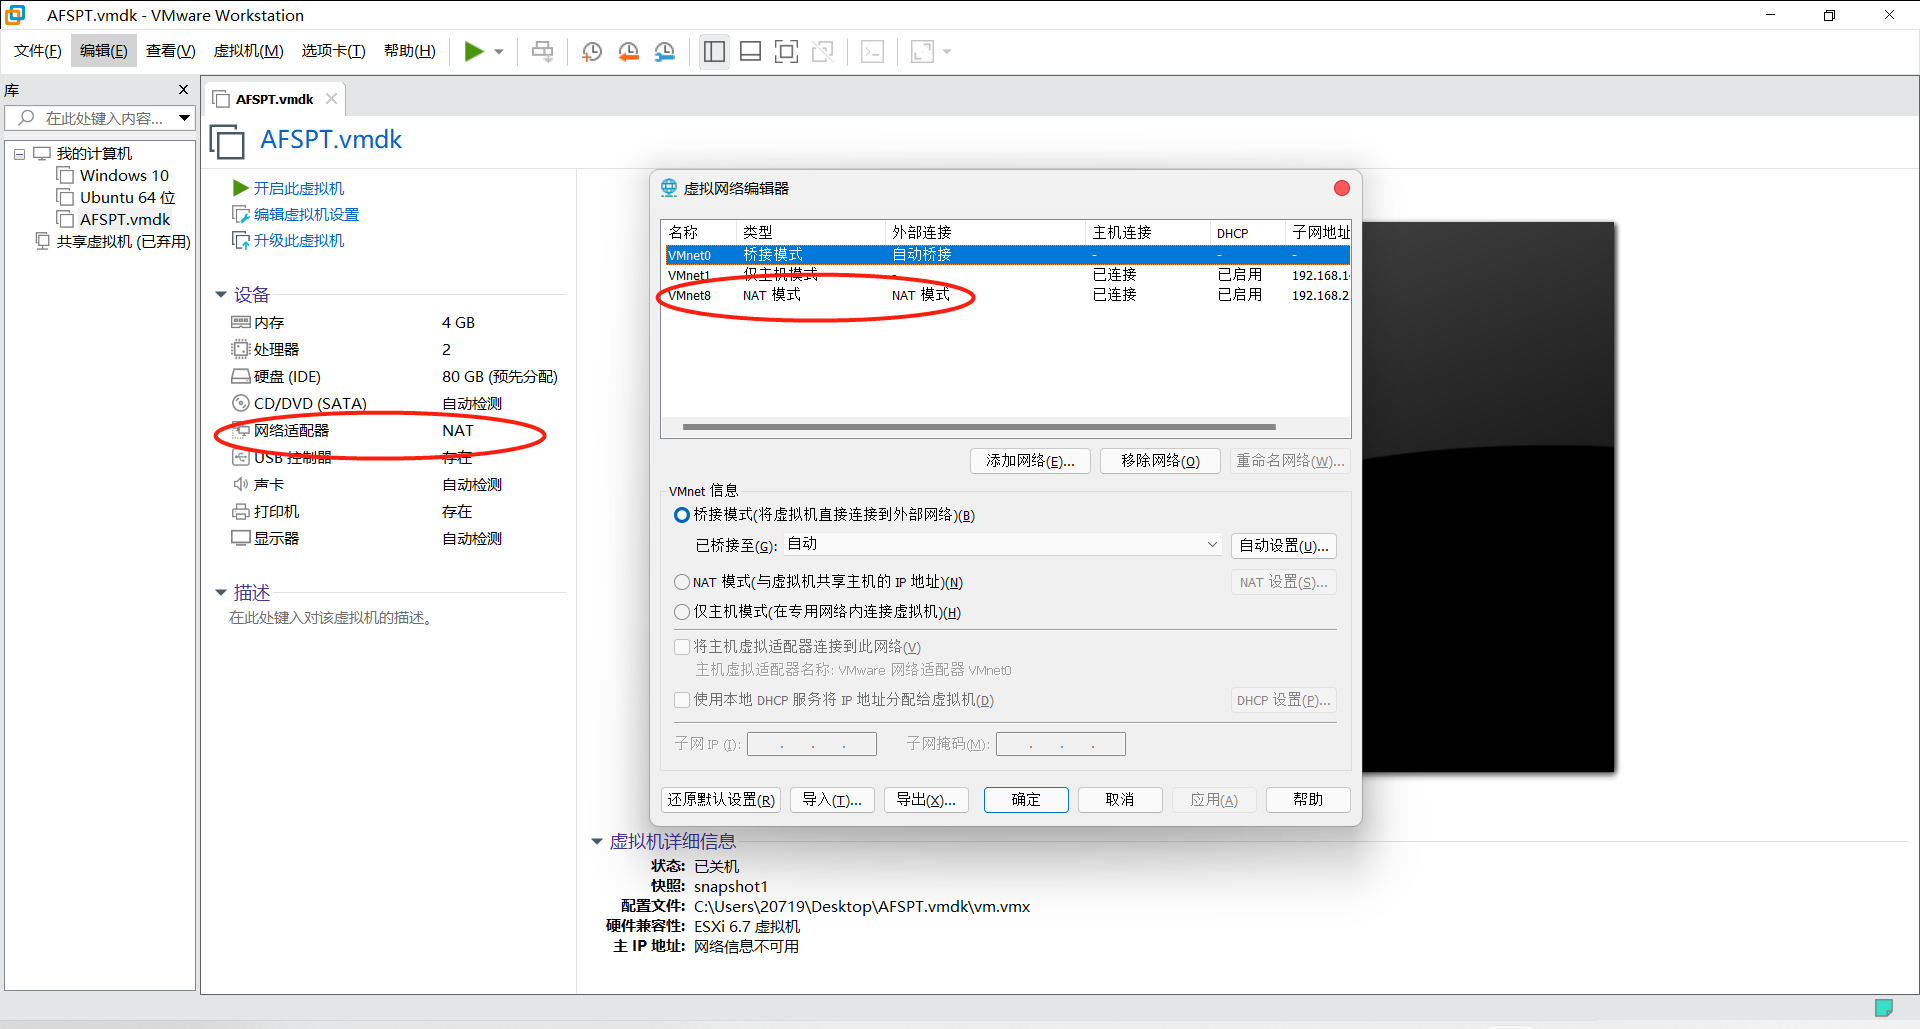 AFSPT.vmdk - VMware Workstation
文件(F) 编辑(E) 查看(V) 虚拟机(M) 选项卡(T) 帮助(H)
库
在此处键入内容...
我的计算机
Windows 10
Ubuntu 64 位
AFSPT.vmdk
共享虚拟机 (已弃用)
AFSPT.vmdk
AFSPT.vmdk
开启此虚拟机
编辑虚拟机设置
升级此虚拟机
设备
内存 4 GB
处理器 2
硬盘 (IDE) 80 GB (预先分配)
CD/DVD (SATA) 自动检测
网络适配器 NAT
USB 控制器 存在
声卡 自动检测
打印机 存在
显示器 自动检测
描述
在此处键入对该虚拟机的描述。
虚拟网络编辑器
名称 类型 外部连接 主机连接 DHCP 子网地址
VMnet0 桥接模式 自动桥接 - - -
VMnet1 仅主机模式 - 已连接 已启用 192.168.1
VMnet8 NAT 模式 NAT 模式 已连接 已启用 192.168.2
添加网络(E)... 移除网络(O) 重命名网络(W)...
VMnet 信息
桥接模式(将虚拟机直接连接到外部网络)(B)
已桥接至(G): 自动 自动设置(U)...
NAT 模式(与虚拟机共享主机的 IP 地址)(N) NAT 设置(S)...
仅主机模式(在专用网络内连接虚拟机)(H)
将主机虚拟适配器连接到此网络(V)
主机虚拟适配器名称: VMware 网络适配器 VMnet0
使用本地 DHCP 服务将 IP 地址分配给虚拟机(D) DHCP 设置(P)...
子网 IP (I): . . . 子网掩码(M): . . .
还原默认设置(R) 导入(T)... 导出(X)... 确定 取消 应用(A) 帮助
虚拟机详细信息
状态: 已关机
快照: snapshot1
配置文件: C:\Users\20719\Desktop\AFSPT.vmdk\vm.vmx
硬件兼容性: ESXi 6.7 虚拟机
主 IP 地址: 网络信息不可用